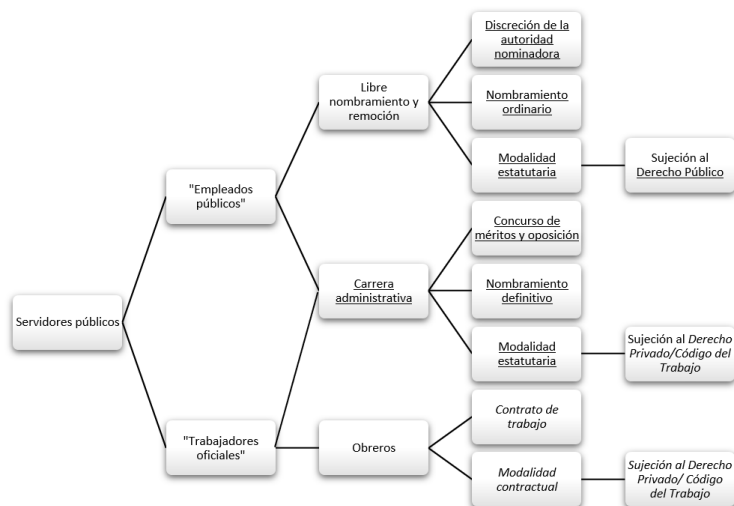 Servidores públicos
"Empleados
públicos"
"Trabajadores
oficiales"
Libre
nombramiento y
remoción
Carrera
administrativa
Obreros
Discreción de la
autoridad
nominadora
Nombramiento
ordinario
Modalidad
estatutaria
Sujeción al
Derecho Público
Concurso de
méritos y oposición
Nombramiento
definitivo
Modalidad
estatutaria
Sujeción al Derecho
Privado/Código del
Trabajo
Contrato de
trabajo
Modalidad
contractual
Sujeción al Derecho
Privado/ Código
del Trabajo